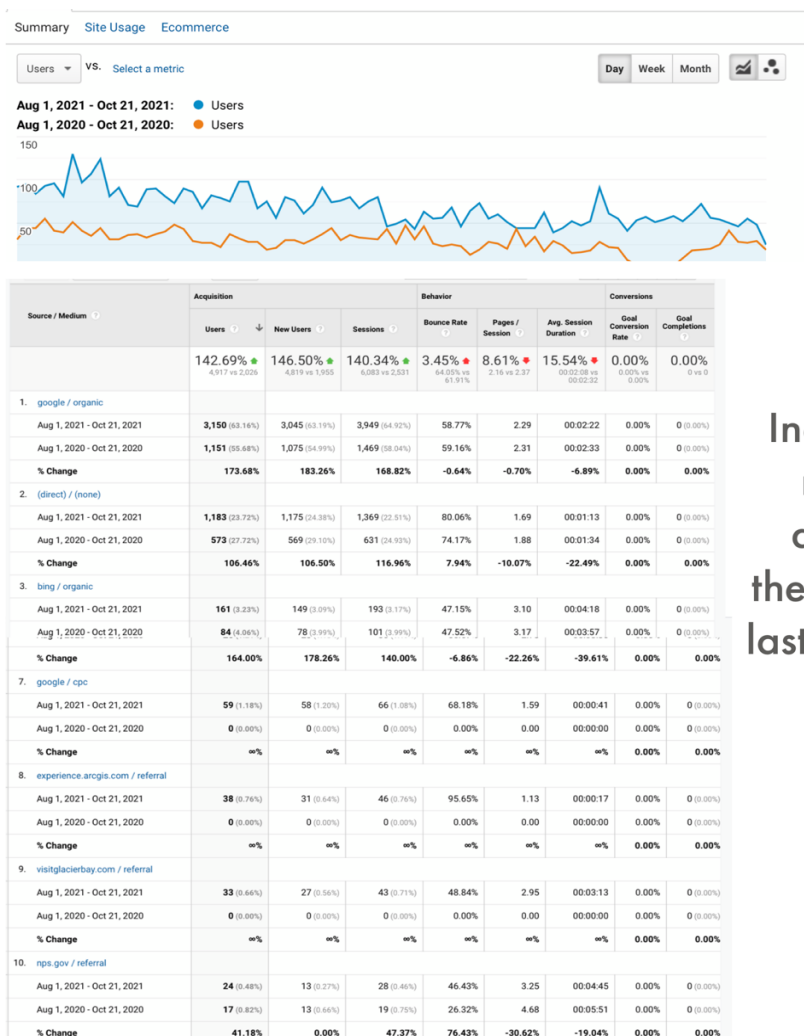 Summary Site Usage Ecommerce
Users VS. Select a metric Day Week Month
Aug 1, 2021 - Oct 21, 2021: Users
Aug 1, 2020 - Oct 21, 2020: Users
150
100
50
Acquisition Behavior Conversions
Source / Medium Users New Users Sessions Bounce Rate Pages / Session Avg. Session Duration Goal Conversion Rate Goal Completions
142.69% 146.50% 140.34% 3.45% 8.61% 15.54% 0.00% 0.00%
4,917 vs 2,026 4,819 vs 1,955 6,083 vs 2,531 64.05% vs 61.91% 2.16 vs 2.37 00:02:08 vs 00:02:32 0.00% vs 0.00% 0 vs 0
1. google / organic
Aug 1, 2021 - Oct 21, 2021 3,150 (63.16%) 3,045 (63.19%) 3,949 (64.92%) 58.77% 2.29 00:02:22 0.00% 0 (0.00%)
Aug 1, 2020 - Oct 21, 2020 1,151 (55.68%) 1,075 (54.99%) 1,469 (58.04%) 59.16% 2.31 00:02:33 0.00% 0 (0.00%)
% Change 173.68% 183.26% 168.82% -0.64% -0.70% -6.89% 0.00% 0.00%
2. (direct) / (none)
Aug 1, 2021 - Oct 21, 2021 1,183 (23.72%) 1,175 (24.38%) 1,369 (22.51%) 80.06% 1.69 00:01:13 0.00% 0 (0.00%)
Aug 1, 2020 - Oct 21, 2020 573 (27.72%) 569 (29.10%) 631 (24.93%) 74.17% 1.88 00:01:34 0.00% 0 (0.00%)
% Change 106.46% 106.50% 116.96% 7.94% -10.07% -22.49% 0.00% 0.00%
3. bing / organic
Aug 1, 2021 - Oct 21, 2021 161 (3.23%) 149 (3.09%) 193 (3.17%) 47.15% 3.10 00:04:18 0.00% 0 (0.00%)
Aug 1, 2020 - Oct 21, 2020 84 (4.06%) 78 (3.99%) 101 (3.99%) 47.52% 3.17 00:03:57 0.00% 0 (0.00%)
% Change 164.00% 178.26% 140.00% -6.86% -22.26% -39.61% 0.00% 0.00%
7. google / cpc
Aug 1, 2021 - Oct 21, 2021 59 (1.18%) 58 (1.20%) 66 (1.08%) 68.18% 1.59 00:00:41 0.00% 0 (0.00%)
Aug 1, 2020 - Oct 21, 2020 0 (0.00%) 0 (0.00%) 0 (0.00%) 0.00% 0.00 00:00:00 0.00% 0 (0.00%)
% Change ∞% ∞% ∞% ∞% ∞% ∞% 0.00% 0.00%
8. experience.arcgis.com / referral
Aug 1, 2021 - Oct 21, 2021 38 (0.76%) 31 (0.64%) 46 (0.76%) 95.65% 1.13 00:00:17 0.00% 0 (0.00%)
Aug 1, 2020 - Oct 21, 2020 0 (0.00%) 0 (0.00%) 0 (0.00%) 0.00% 0.00 00:00:00 0.00% 0 (0.00%)
% Change ∞% ∞% ∞% ∞% ∞% ∞% 0.00% 0.00%
9. visitglacierbay.com / referral
Aug 1, 2021 - Oct 21, 2021 33 (0.66%) 27 (0.56%) 43 (0.71%) 48.84% 2.95 00:03:13 0.00% 0 (0.00%)
Aug 1, 2020 - Oct 21, 2020 0 (0.00%) 0 (0.00%) 0 (0.00%) 0.00% 0.00 00:00:00 0.00% 0 (0.00%)
% Change ∞% ∞% ∞% ∞% ∞% ∞% 0.00% 0.00%
10. nps.gov / referral
Aug 1, 2021 - Oct 21, 2021 24 (0.48%) 13 (0.27%) 28 (0.46%) 46.43% 3.25 00:04:45 0.00% 0 (0.00%)
Aug 1, 2020 - Oct 21, 2020 17 (0.82%) 13 (0.66%) 19 (0.75%) 26.32% 4.68 00:05:51 0.00% 0 (0.00%)
% Change 41.18% 0.00% 47.37% 76.43% -30.62% -19.04% 0.00% 0.00%
the
last